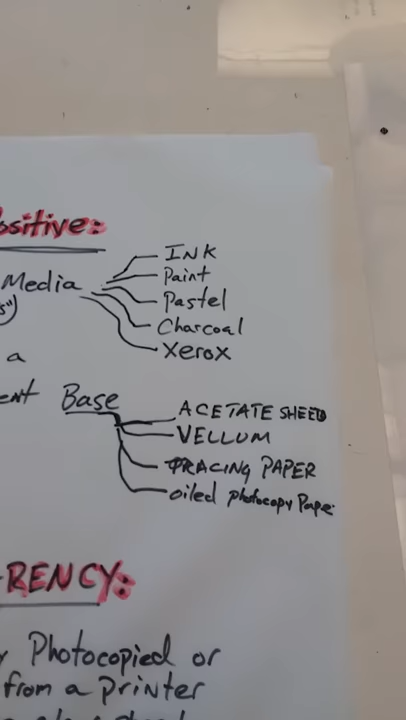 ositive:
Media
INK
Paint
Pastel
Charcoal
Xerox
s")
a
ent Base
ACETATE SHEET
VELLUM
TRACING PAPER
oiled photocopy Paper
RENCY:
Photocopied or
from a printer